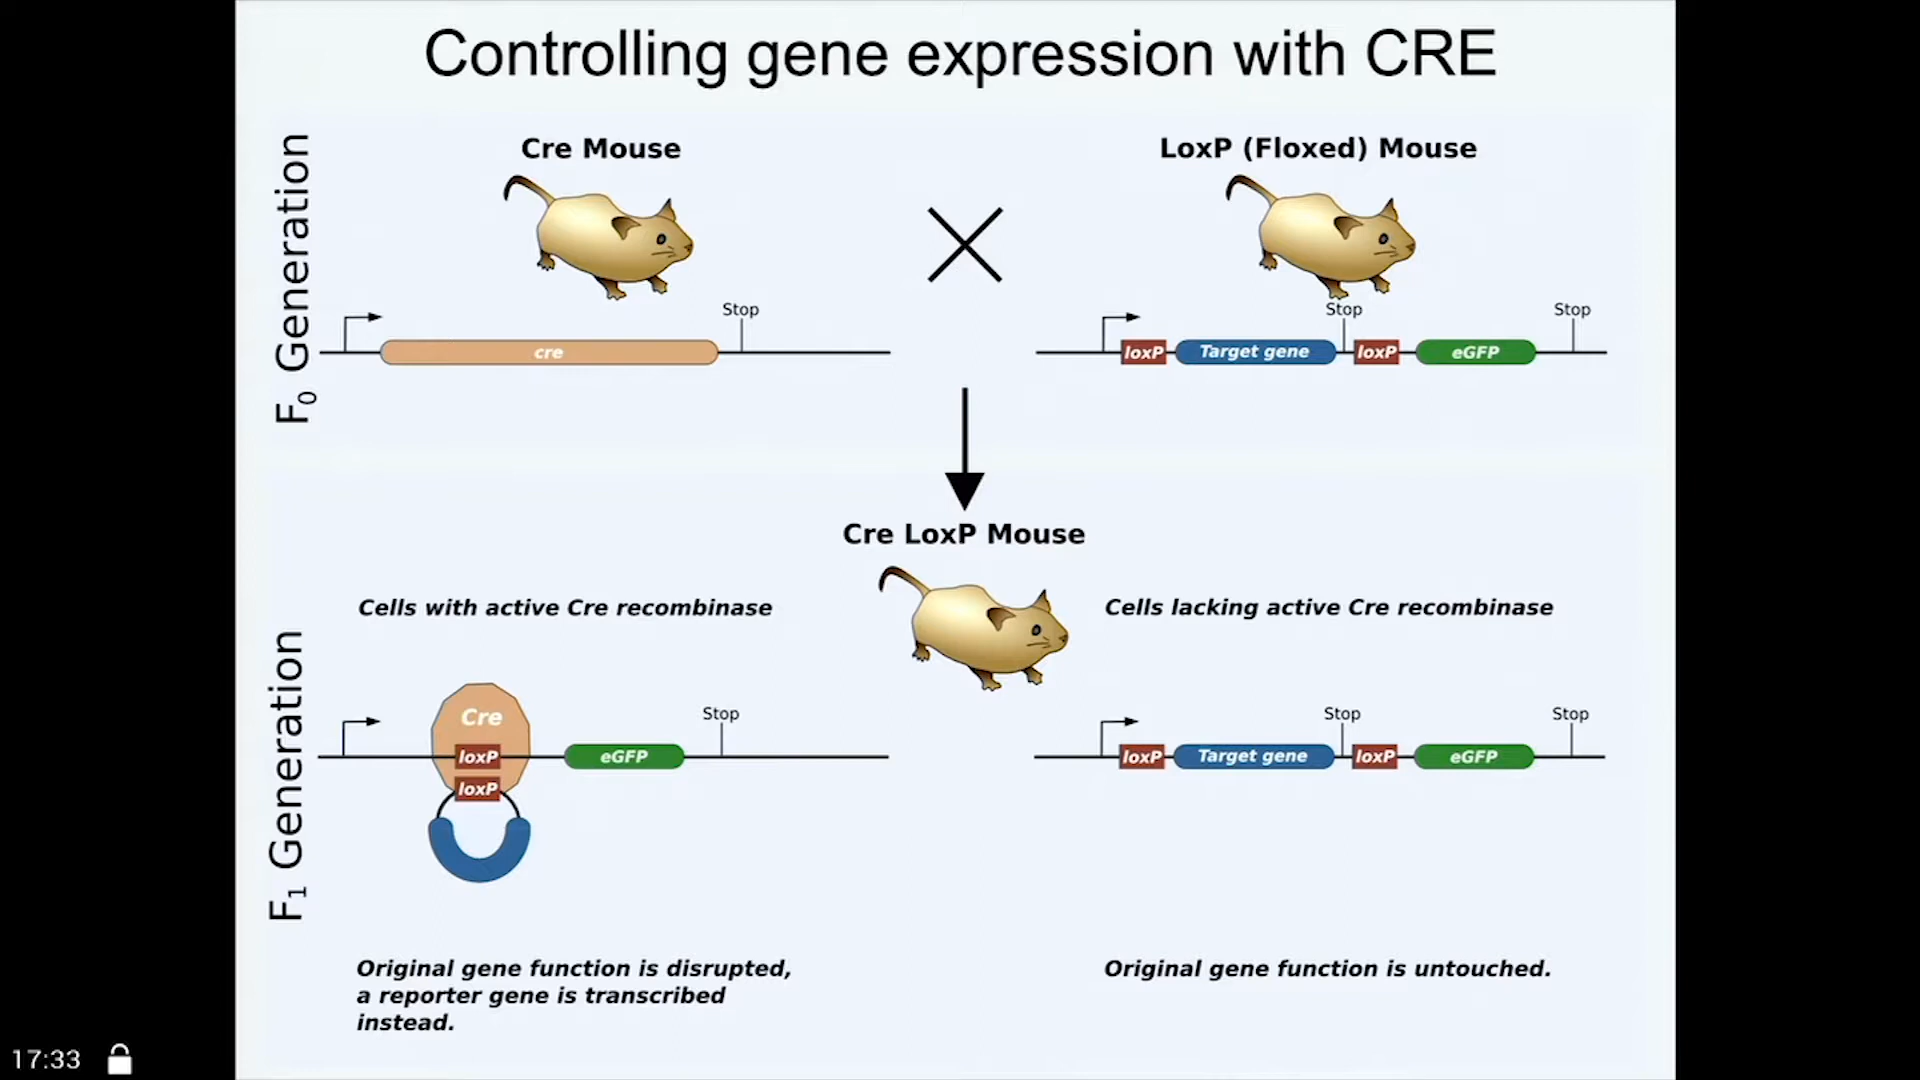 Controlling gene expression with CRE
F0 Generation
Cre Mouse
LoxP (Floxed) Mouse
Stop
cre
Stop
Stop
loxP
Target gene
loxP
eGFP
Cre LoxP Mouse
F1 Generation
Cells with active Cre recombinase
Cells lacking active Cre recombinase
Cre
loxP
loxP
eGFP
Stop
Stop
Stop
loxP
Target gene
loxP
eGFP
Original gene function is disrupted,
a reporter gene is transcribed
instead.
Original gene function is untouched.
17:33